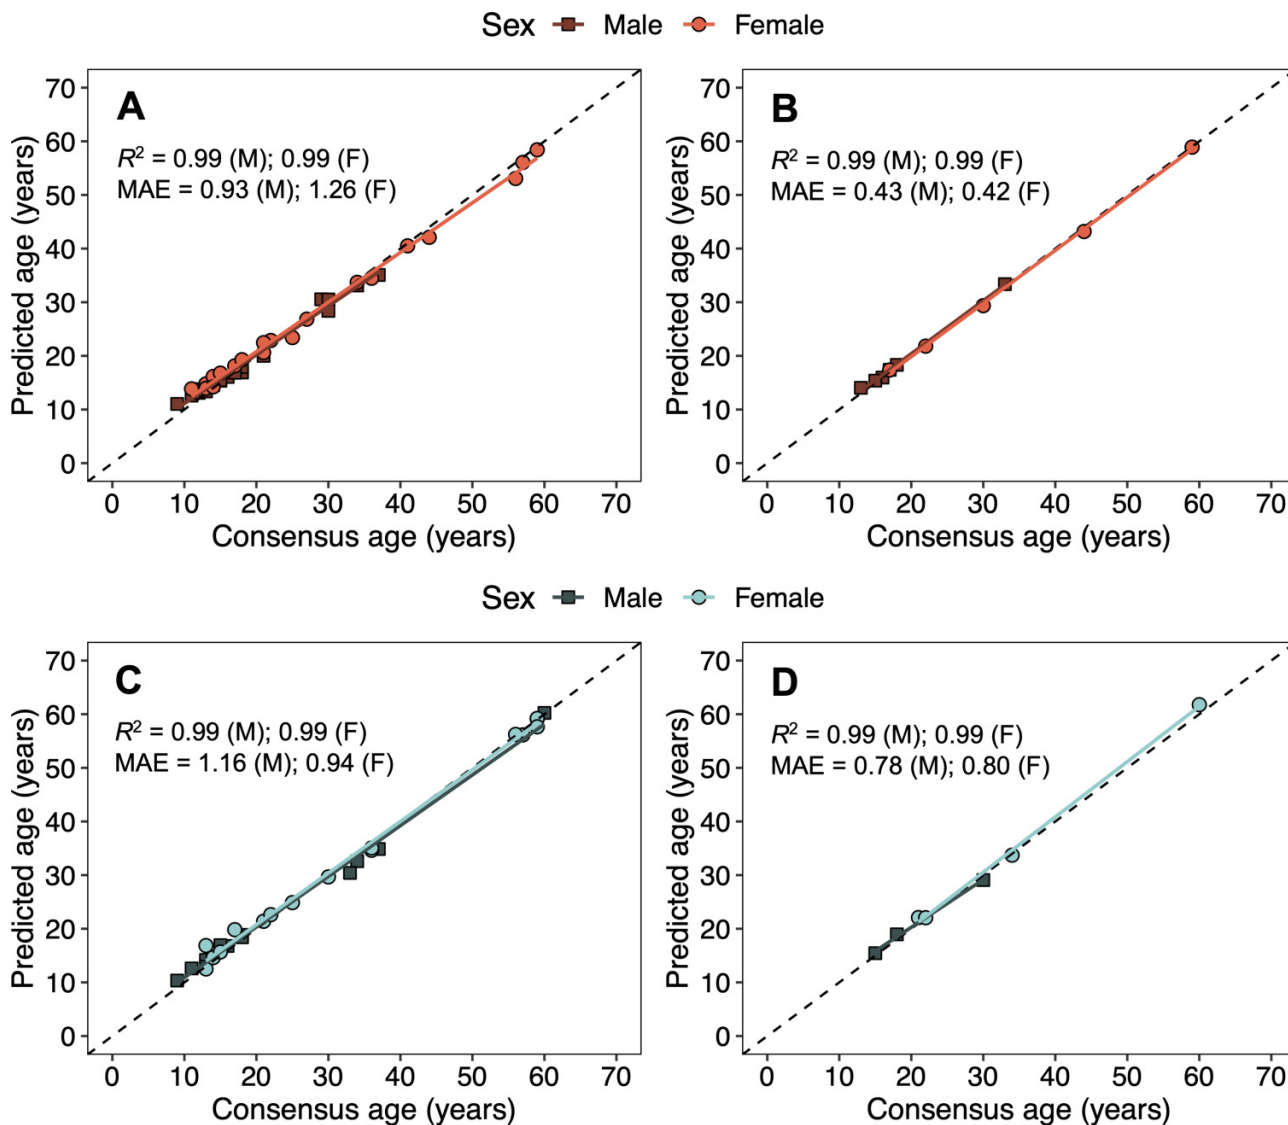 Sex Male Female
A
R² = 0.99 (M); 0.99 (F)
MAE = 0.93 (M); 1.26 (F)
Predicted age (years)
70
60
50
40
30
20
10
0
0 10 20 30 40 50 60 70
Consensus age (years)
B
R² = 0.99 (M); 0.99 (F)
MAE = 0.43 (M); 0.42 (F)
Predicted age (years)
70
60
50
40
30
20
10
0
0 10 20 30 40 50 60 70
Consensus age (years)
Sex Male Female
C
R² = 0.99 (M); 0.99 (F)
MAE = 1.16 (M); 0.94 (F)
Predicted age (years)
70
60
50
40
30
20
10
0
0 10 20 30 40 50 60 70
Consensus age (years)
D
R² = 0.99 (M); 0.99 (F)
MAE = 0.78 (M); 0.80 (F)
Predicted age (years)
70
60
50
40
30
20
10
0
0 10 20 30 40 50 60 70
Consensus age (years)